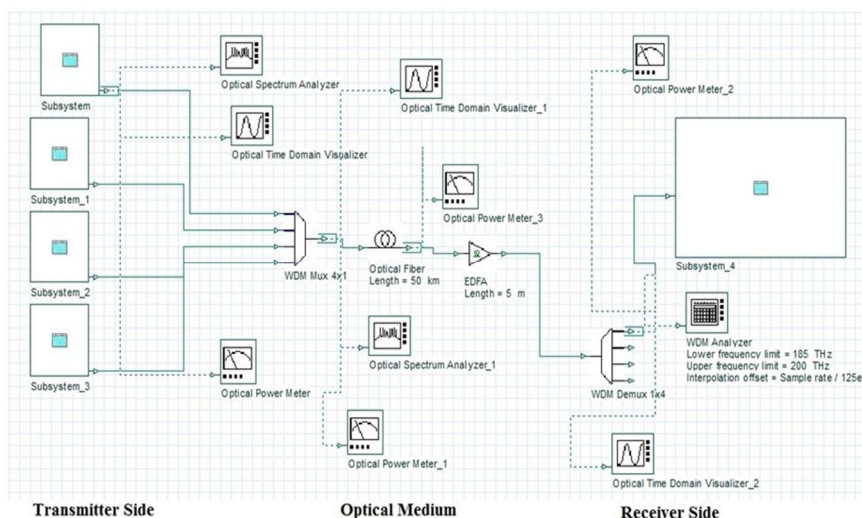 Subsystem
Optical Spectrum Analyzer
Optical Time Domain Visualizer
Optical Time Domain Visualizer_1
Optical Power Meter_2
Subsystem_1
Optical Power Meter_3
Subsystem_2
WDM Mux 4x1
Optical Fiber
Length = 50 km
EDFA
Length = 5 m
Subsystem_4
Subsystem_3
Optical Power Meter
Optical Spectrum Analyzer_1
WDM Demux 1x4
WDM Analyzer
Lower frequency limit = 185 THz
Upper frequency limit = 200 THz
Interpolation offset = Sample rate / 125e
Optical Power Meter_1
Optical Time Domain Visualizer_2
Transmitter Side
Optical Medium
Receiver Side